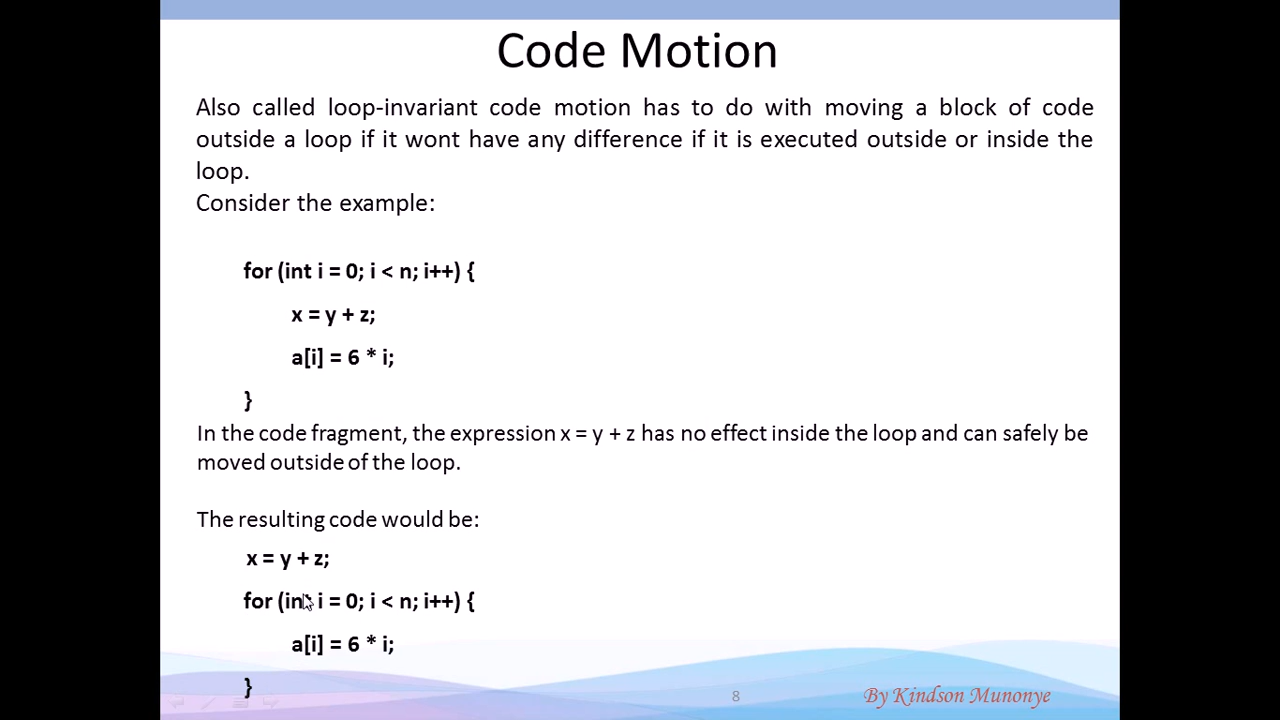 Code Motion
Also called loop-invariant code motion has to do with moving a block of code
outside a loop if it wont have any difference if it is executed outside or inside the
loop.
Consider the example:
for (int i = 0; i < n; i++) {
x = y + z;
a[i] = 6 * i;
}
In the code fragment, the expression x = y + z has no effect inside the loop and can safely be
moved outside of the loop.
The resulting code would be:
x = y + z;
for (int i = 0; i < n; i++) {
a[i] = 6 * i;
}
8
By Kindson Munonye